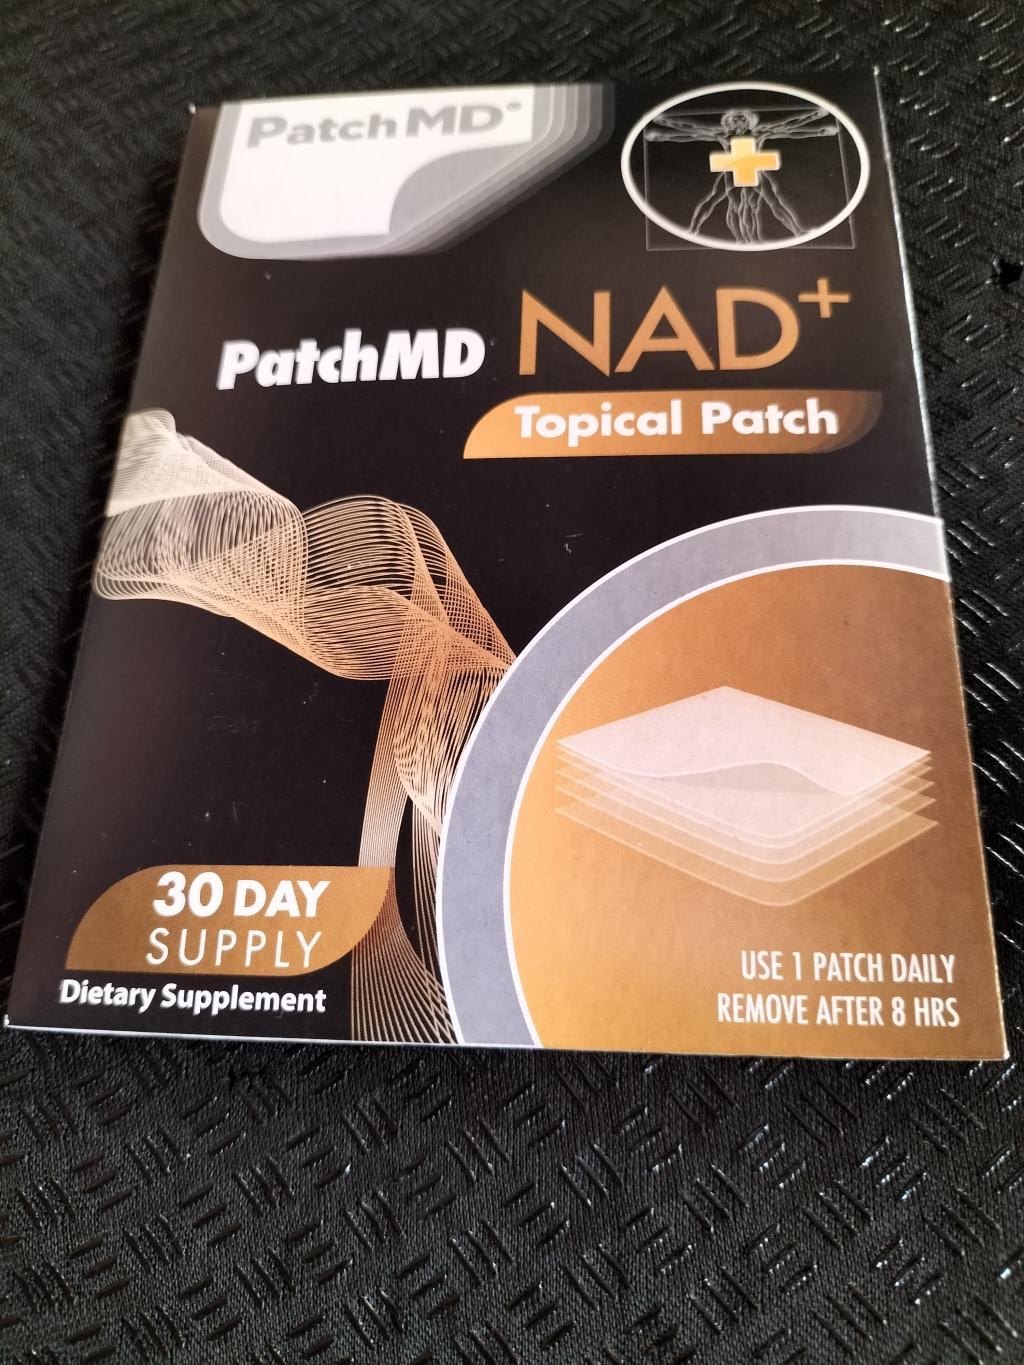 PatchMD®
PatchMD NAD+
Topical Patch
30 DAY
SUPPLY
Dietary Supplement
USE 1 PATCH DAILY
REMOVE AFTER 8 HRS